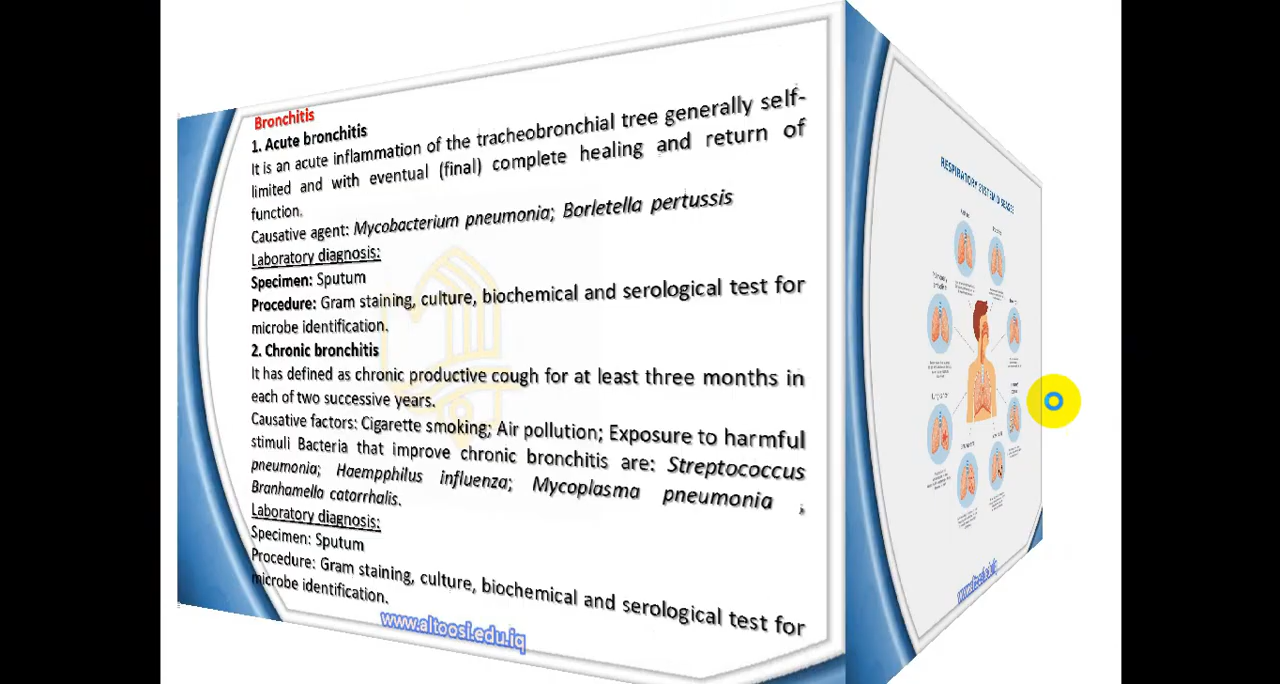 Bronchitis
1. Acute bronchitis
It is an acute inflammation of the tracheobronchial tree generally self-
limited and with eventual (final) complete healing and return of
function.
Causative agent: Mycobacterium pneumonia; Borletella pertussis
Laboratory diagnosis:
Specimen: Sputum
Procedure: Gram staining, culture, biochemical and serological test for
microbe identification.
2. Chronic bronchitis
It has defined as chronic productive cough for at least three months in
each of two successive years.
Causative factors: Cigarette smoking; Air pollution; Exposure to harmful
stimuli Bacteria that improve chronic bronchitis are: Streptococcus
pneumonia; Haempphilus influenza; Mycoplasma pneumonia ,
Branhamella catorrhalis.
Laboratory diagnosis:
Specimen: Sputum
Procedure: Gram staining, culture, biochemical and serological test for
microbe identification.
www.altoosi.edu.iq
RESPIRATORY SYSTEM DISEASES